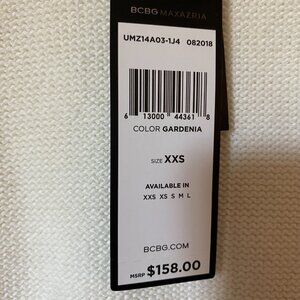 BCBGMAXAZRIA
UMZ14A03-1J4 082018
6 13000 44361 8
COLOR GARDENIA
SIZE XXS
AVAILABLE IN
XXS XS S M L
BCBG.COM
MSRP $158.00